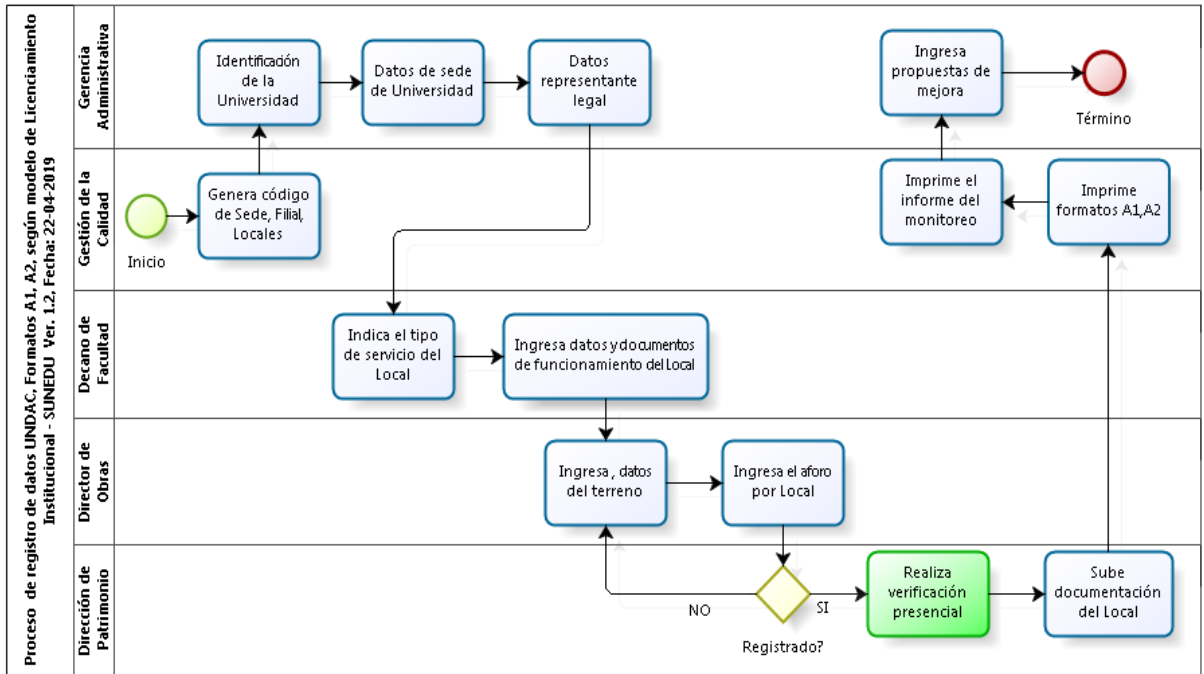 Proceso de registro de datos UNDAC, Formatos A1, A2, según modelo de Licenciamiento
Institucional - SUNEDU Ver. 1.2, Fecha: 22-04-2019
Gerencia
Administrativa
Identificación
de la
Universidad
Datos de sede
de Universidad
Datos
representante
legal
Ingresa
propuestas de
mejora
Término
Gestión de la
Calidad
Inicio
Genera código
de Sede, Filial,
Locales
Imprime el
informe del
monitoreo
Imprime
formatos A1,A2
Decano de
Facultad
Indica el tipo
de servicio del
Local
Ingresa datos y documentos
de funcionamiento del Local
Director de
Obras
Ingresa , datos
del terreno
Ingresa el aforo
por Local
Dirección de
Patrimonio
NO
SI
Registrado?
Realiza
verificación
presencial
Sube
documentación
del Local